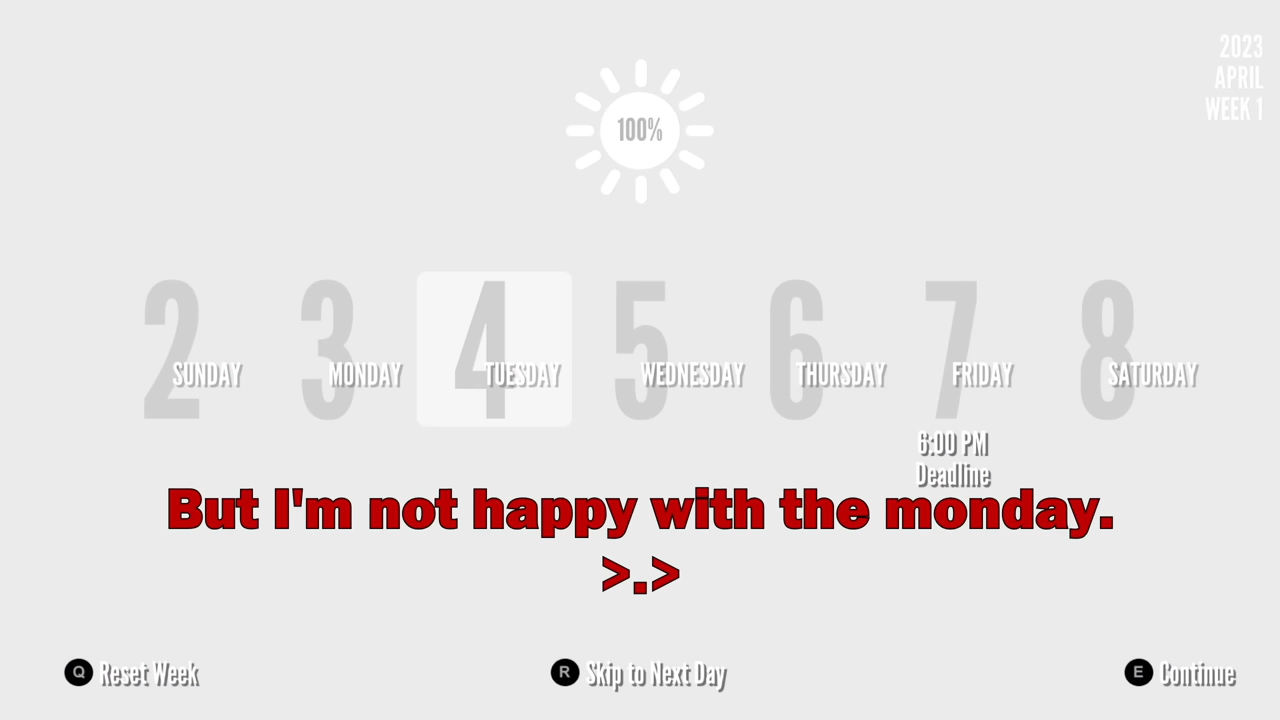 2023
APRIL
WEEK 1
100%
2 3 4 5 6 7 8
SUNDAY MONDAY TUESDAY WEDNESDAY THURSDAY FRIDAY SATURDAY
6:00 PM
Deadline
But I'm not happy with the monday.
>.>
Q Reset Week R Skip to Next Day E Continue